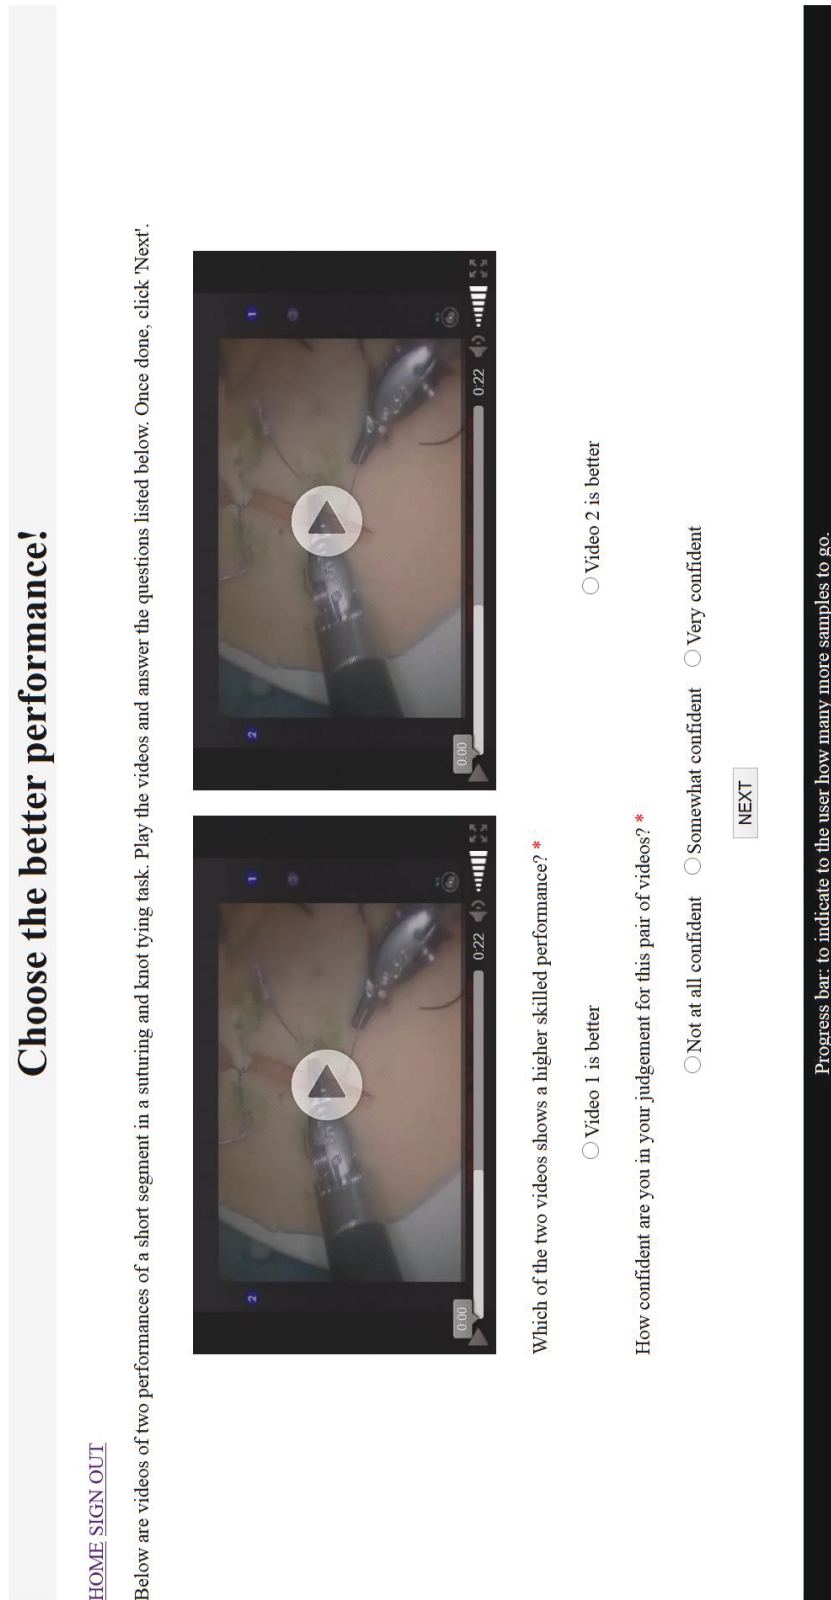 Choose the better performance!
HOME SIGN OUT
Below are videos of two performances of a short segment in a suturing and knot tying task. Play the videos and answer the questions listed below. Once done, click 'Next'.
2 1 2 1
0:00 0:22 0:00 0:22
Which of the two videos shows a higher skilled performance? *
Video 1 is better Video 2 is better
How confident are you in your judgement for this pair of videos? *
Not at all confident Somewhat confident Very confident
NEXT
Progress bar: to indicate to the user how many more samples to go.